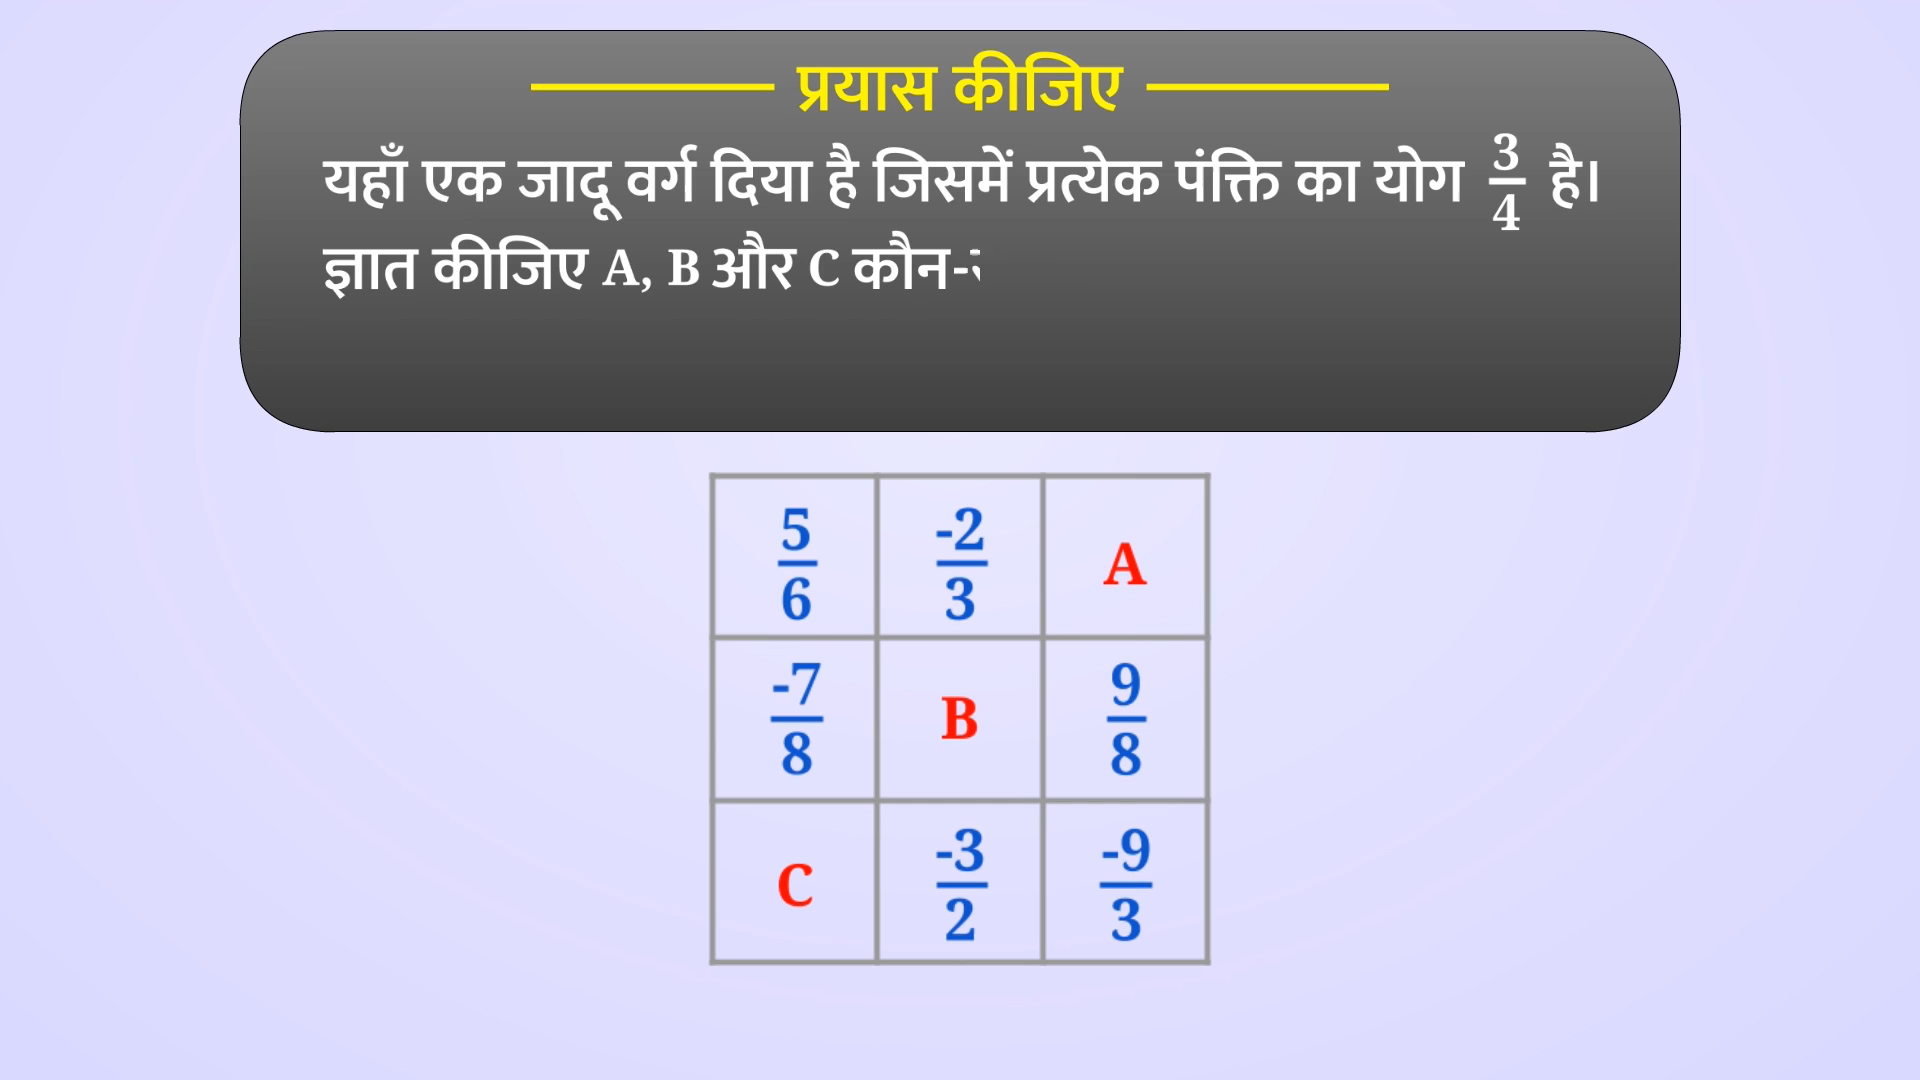 प्रयास कीजिए
यहाँ एक जादू वर्ग दिया है जिसमें प्रत्येक पंक्ति का योग 3/4 है।
ज्ञात कीजिए A, B और C कौन-
5/6 -2/3 A
-7/8 B 9/8
C -3/2 -9/3